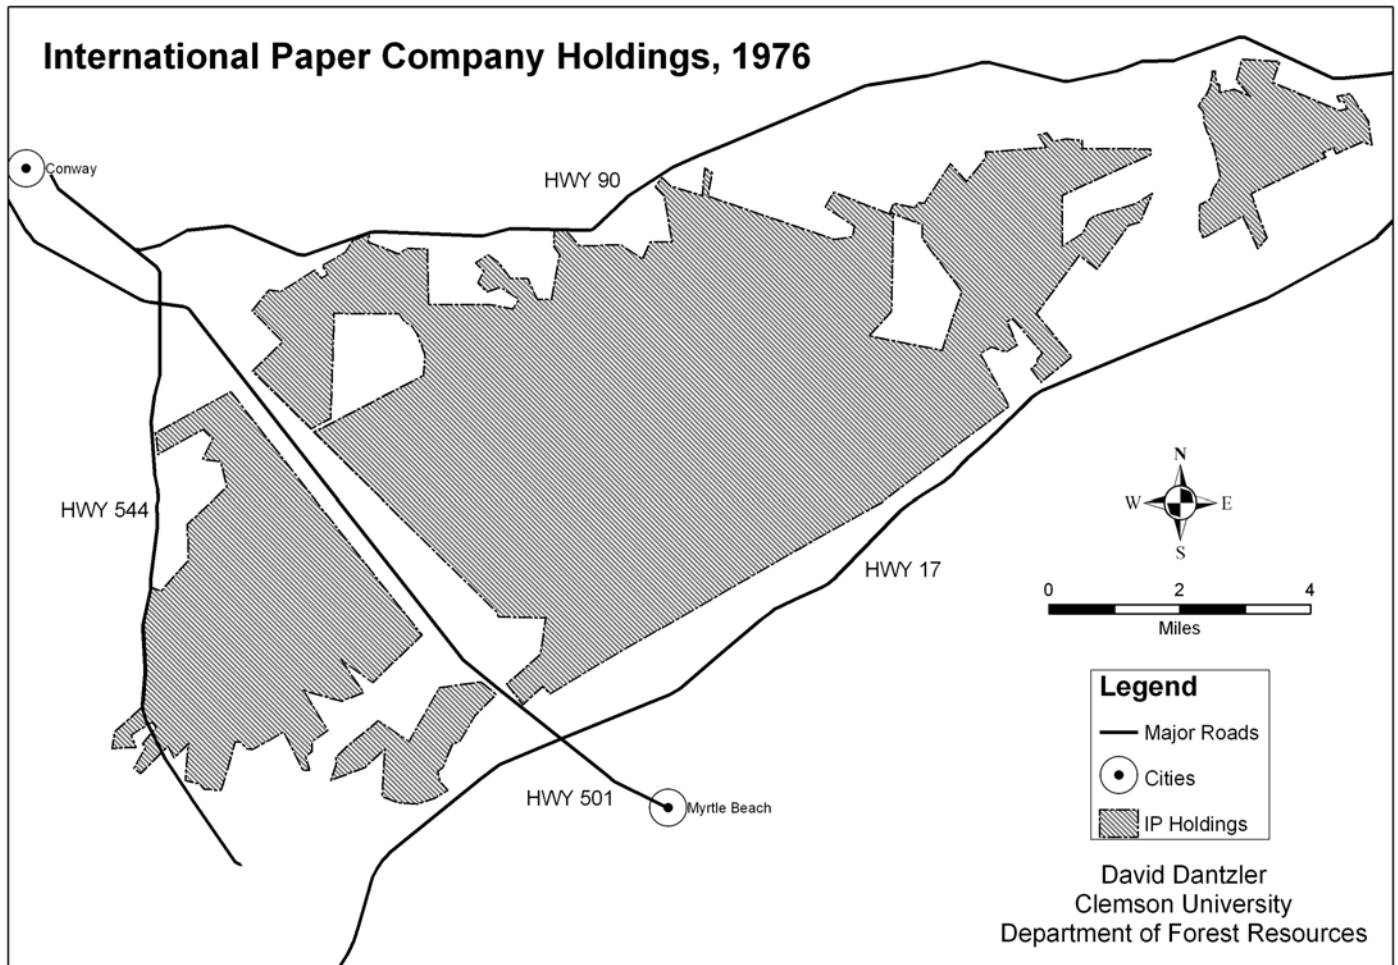 International Paper Company Holdings, 1976
Conway
HWY 90
HWY 544
HWY 17
HWY 501
Myrtle Beach
N
W E
S
0 2 4
Miles
Legend
Major Roads
Cities
IP Holdings
David Dantzler
Clemson University
Department of Forest Resources